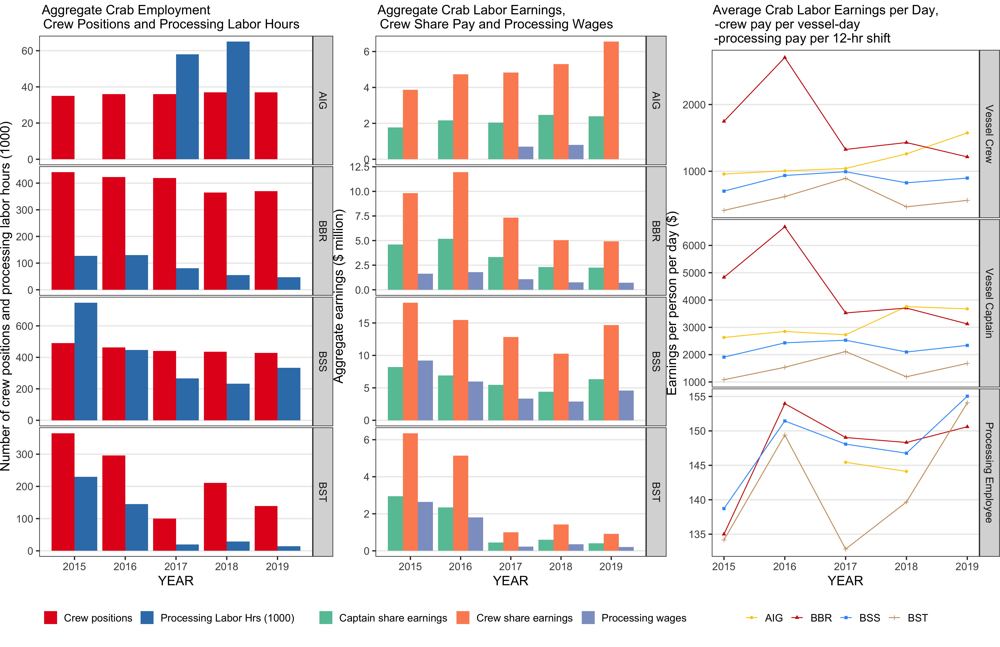 Aggregate Crab Employment
Crew Positions and Processing Labor Hours
Number of crew positions and processing labor hours (1000)
60
40
20
0
AIG
400
300
200
100
0
BBR
600
400
200
0
BSS
300
200
100
0
BST
2015 2016 2017 2018 2019
YEAR
Crew positions Processing Labor Hrs (1000)
Aggregate Crab Labor Earnings,
Crew Share Pay and Processing Wages
Aggregate earnings ($ million)
6
4
2
0
AIG
12.5
10.0
7.5
5.0
2.5
0.0
BBR
15
10
5
0
BSS
6
4
2
0
BST
2015 2016 2017 2018 2019
YEAR
Captain share earnings Crew share earnings Processing wages
Average Crab Labor Earnings per Day,
-crew pay per vessel-day
-processing pay per 12-hr shift
Earnings per person per day ($)
2000
1000
Vessel Crew
6000
5000
4000
3000
2000
1000
Vessel Captain
155
150
145
140
135
Processing Employee
2015 2016 2017 2018 2019
YEAR
AIG BBR BSS BST